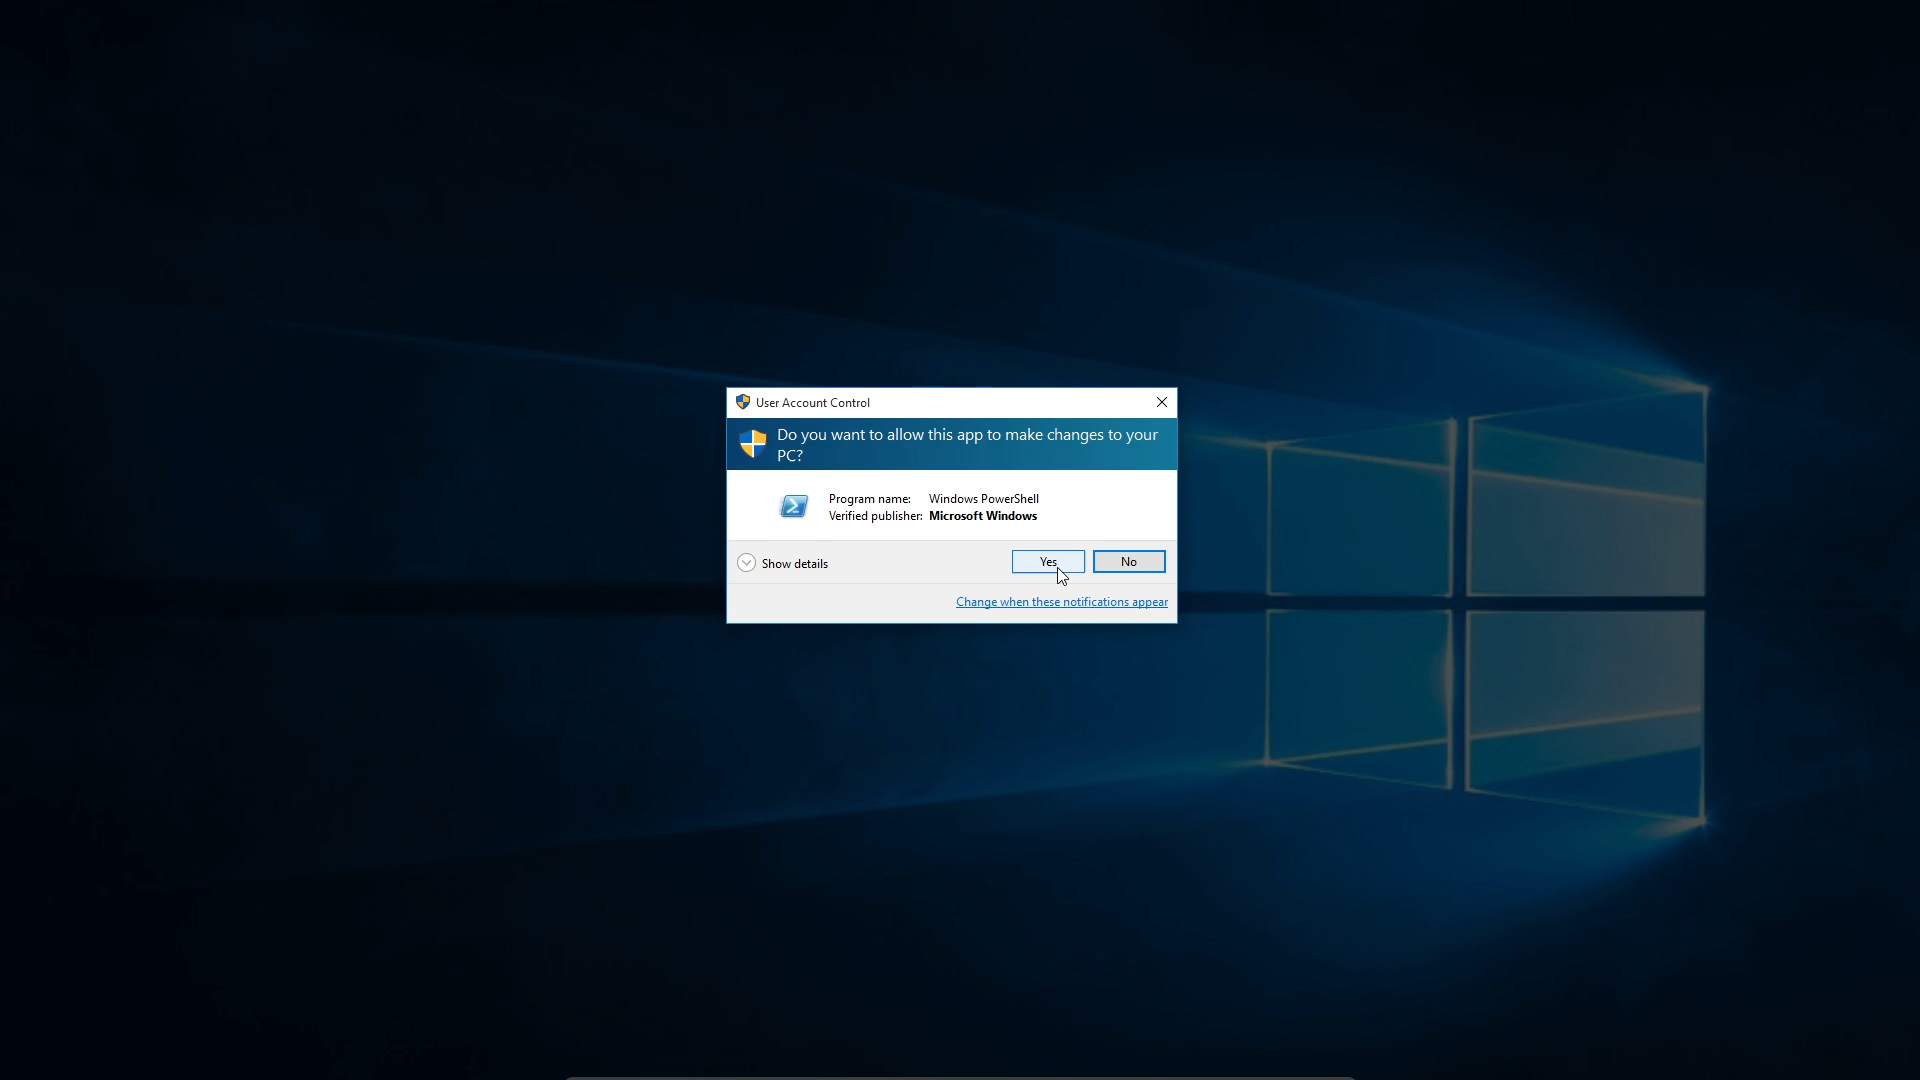 User Account Control
Do you want to allow this app to make changes to your
PC?
Program name: Windows PowerShell
Verified publisher: Microsoft Windows
Show details
Yes
No
Change when these notifications appear